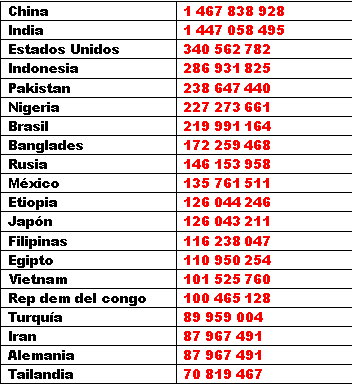 China 1 467 838 928
India 1 447 058 495
Estados Unidos 340 562 782
Indonesia 286 931 825
Pakistan 238 647 440
Nigeria 227 273 661
Brasil 219 991 164
Banglades 172 259 468
Rusia 146 153 958
México 135 761 511
Etiopia 126 044 246
Japón 126 043 211
Filipinas 116 238 047
Egipto 110 950 254
Vietnam 101 525 760
Rep dem del congo 100 465 128
Turquía 89 959 004
Iran 87 967 491
Alemania 87 967 491
Tailandia 70 819 467